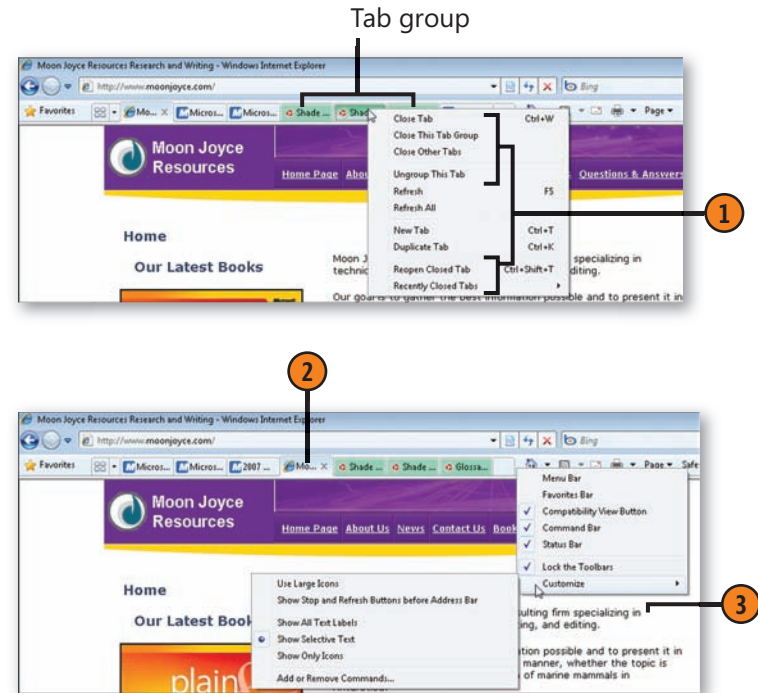 Tab group
Moon Joyce Resources Research and Writing - Windows Internet Explorer
http://www.moonjoyce.com/
Bing
Favorites Mo... Micros... Micros... Shade ... Shad Page
Close Tab Ctrl+W
Close This Tab Group
Close Other Tabs
Ungroup This Tab
Refresh F5
Refresh All
New Tab Ctrl+T
Duplicate Tab Ctrl+K
Reopen Closed Tab Ctrl+Shift+T
Recently Closed Tabs
1
Moon Joyce
Resources
Home Page Abou Questions & Answers
Home
Our Latest Books
Moon J specializing in
technic diting.
Our goal is to gather the best information possible and to present it in
2
Moon Joyce Resources Research and Writing - Windows Internet Explorer
http://www.moonjoyce.com/
Bing
Favorites Micros... Micros... 2007 ... Mo... Shade ... Shade ... Glossa... Page Safe
Menu Bar
Favorites Bar
Compatibility View Button
Command Bar
Status Bar
Lock the Toolbars
Customize
3
Moon Joyce
Resources
Home Page About Us News Contact Us Book
Home
Our Latest Book
Use Large Icons
Show Stop and Refresh Buttons before Address Bar
Show All Text Labels
Show Selective Text
Show Only Icons
Add or Remove Commands...
ulting firm specializing in
ing, and editing.
tion possible and to present it in
manner, whether the topic is
of marine mammals in
plain